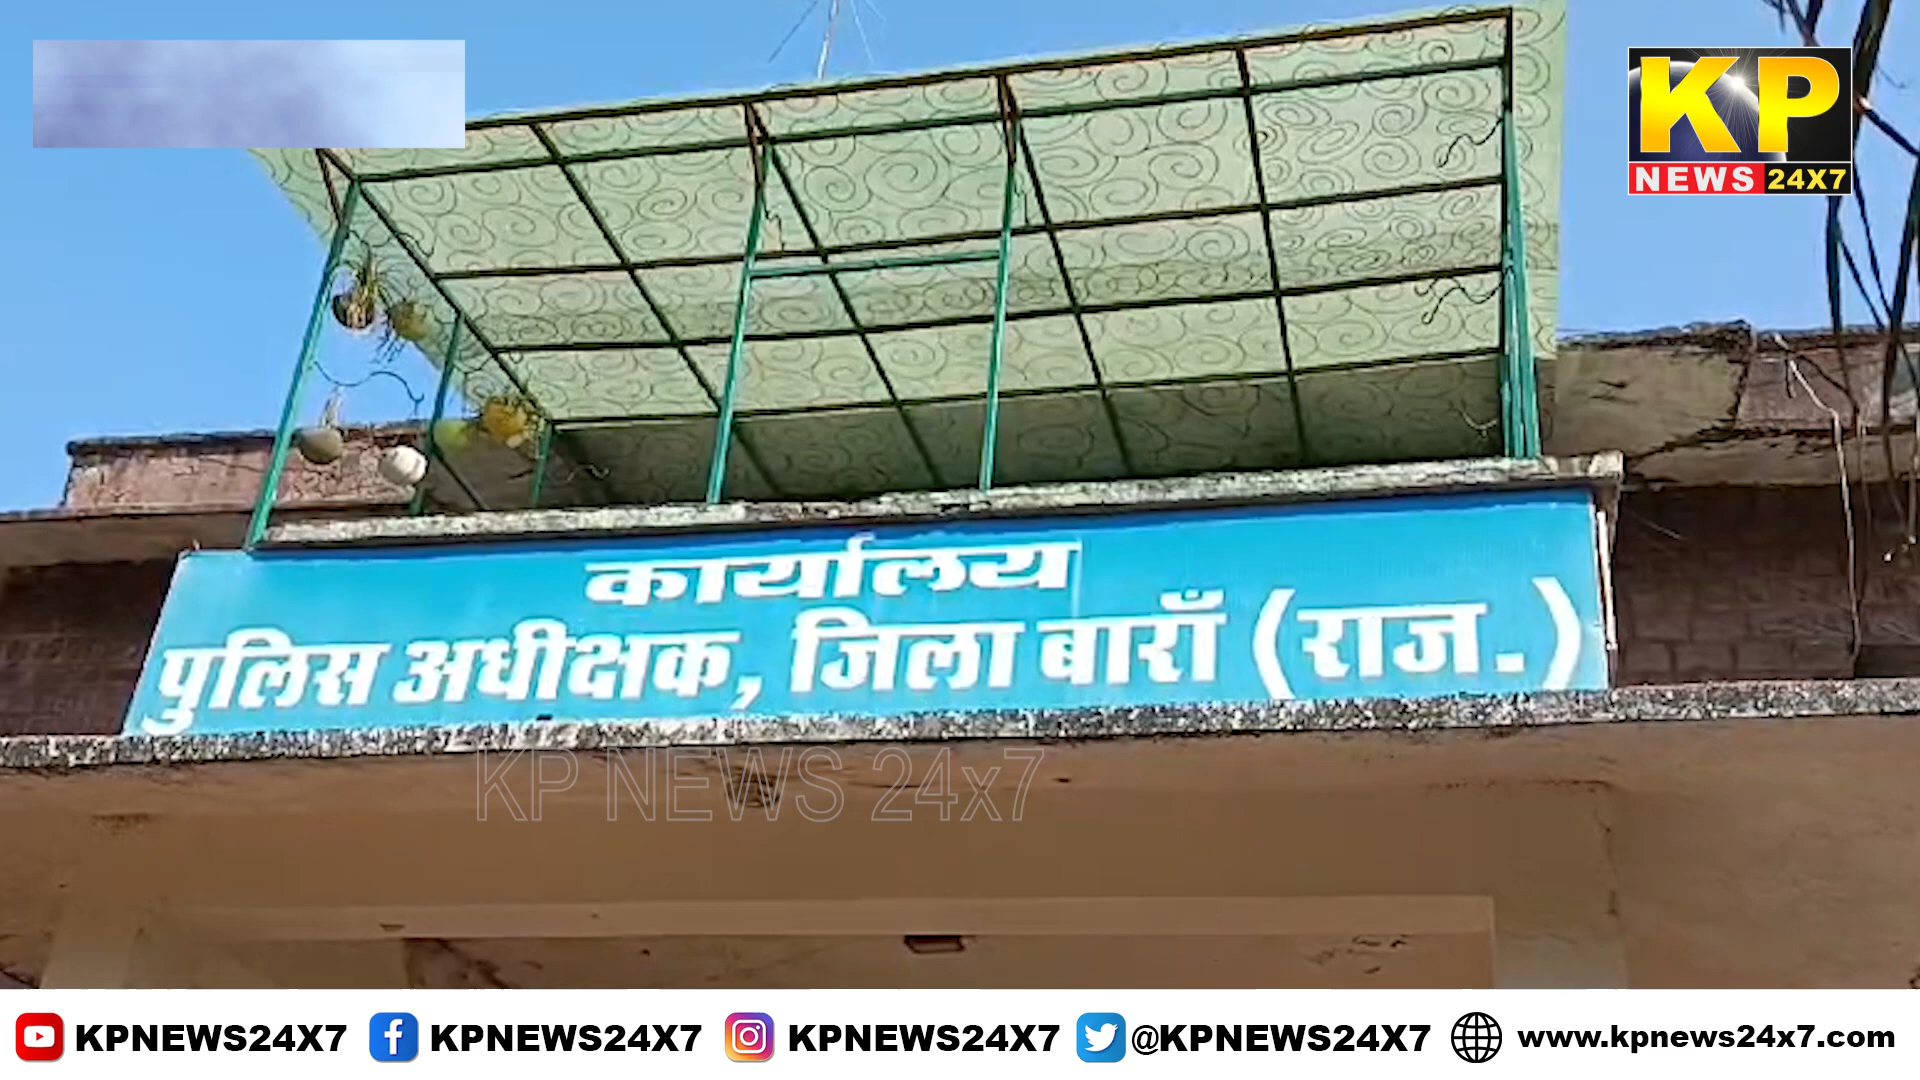 KP
NEWS 24X7
कार्यालय
पुलिस अधीक्षक, जिला बाराँ (राज.)
KP NEWS 24x7
KPNEWS24X7 KPNEWS24X7 KPNEWS24X7 @KPNEWS24X7 www.kpnews24x7.com